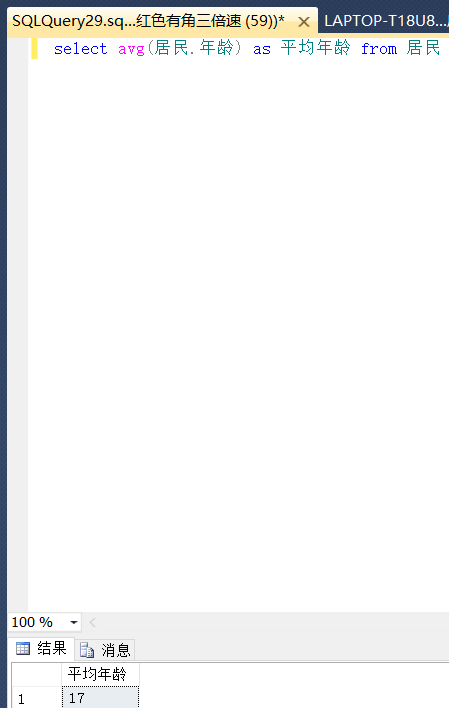 SQLQuery29.sq...红色有角三倍速 (59))* LAPTOP-T18U8...
select avg(居民.年龄) as 平均年龄 from 居民
100 %
结果 消息
平均年龄
1 17